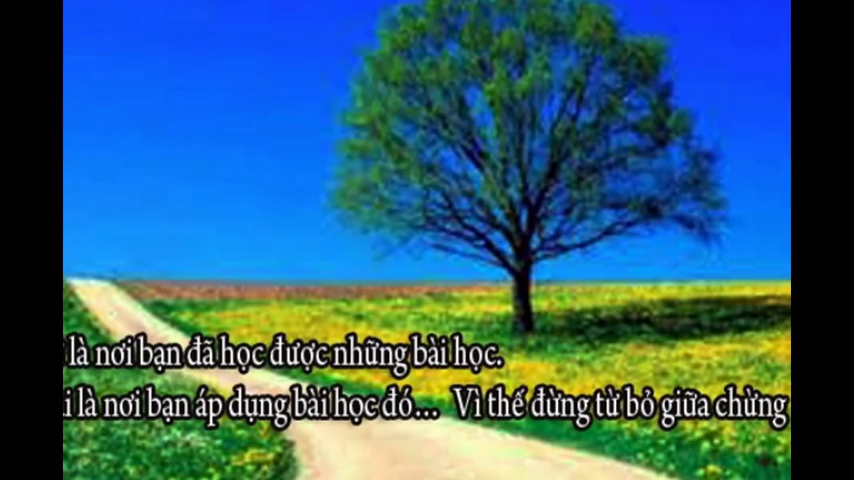 là nơi bạn đã học được những bài học.
là nơi bạn áp dụng bài học đó... Vì thế đừng từ bỏ giữa chừng